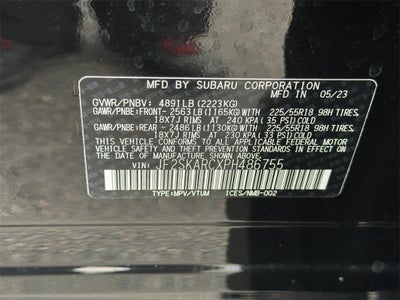 MFD BY SUBARU CORPORATION
IN 05/23
GVWR/PNBV: 4891LB (2223KG)
GAWR/PNBE:FRONT- 2563LB (1165KG) WITH 225/55R18 98H TIRES,
18X7J RIMS AT 240 KPA (35 PSI)COLD
GAWR/PNBE:REAR - 2486LB (1130KG) WITH 225/55R18 98H TIRES,
18X7J RIMS AT 230 KPA (33 PSI)COLD
THIS VEHICLE CONFORMS TO ALL APPLICABLE FEDERAL MOTOR
VEHICLE SAFETY, BUMPER, AND THEFT PREVENTION STANDARDS
IN EFFECT ON THE DATE OF MANUFACTURE SHOWN ABOVE.
VIN: JF2SKARCXPH486755
TYPE:MPV/VTUM ICES/NMB-002